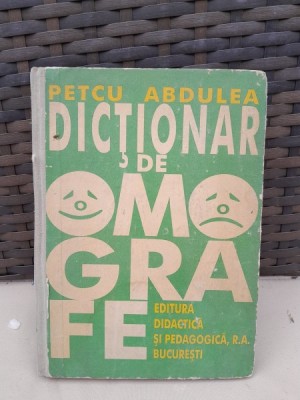 PETCU ABDULEA
DICȚIONAR
DE
OMO
GRA
FE
EDITURA
DIDACTICĂ
ȘI PEDAGOGICĂ, R.A.
BUCUREȘTI